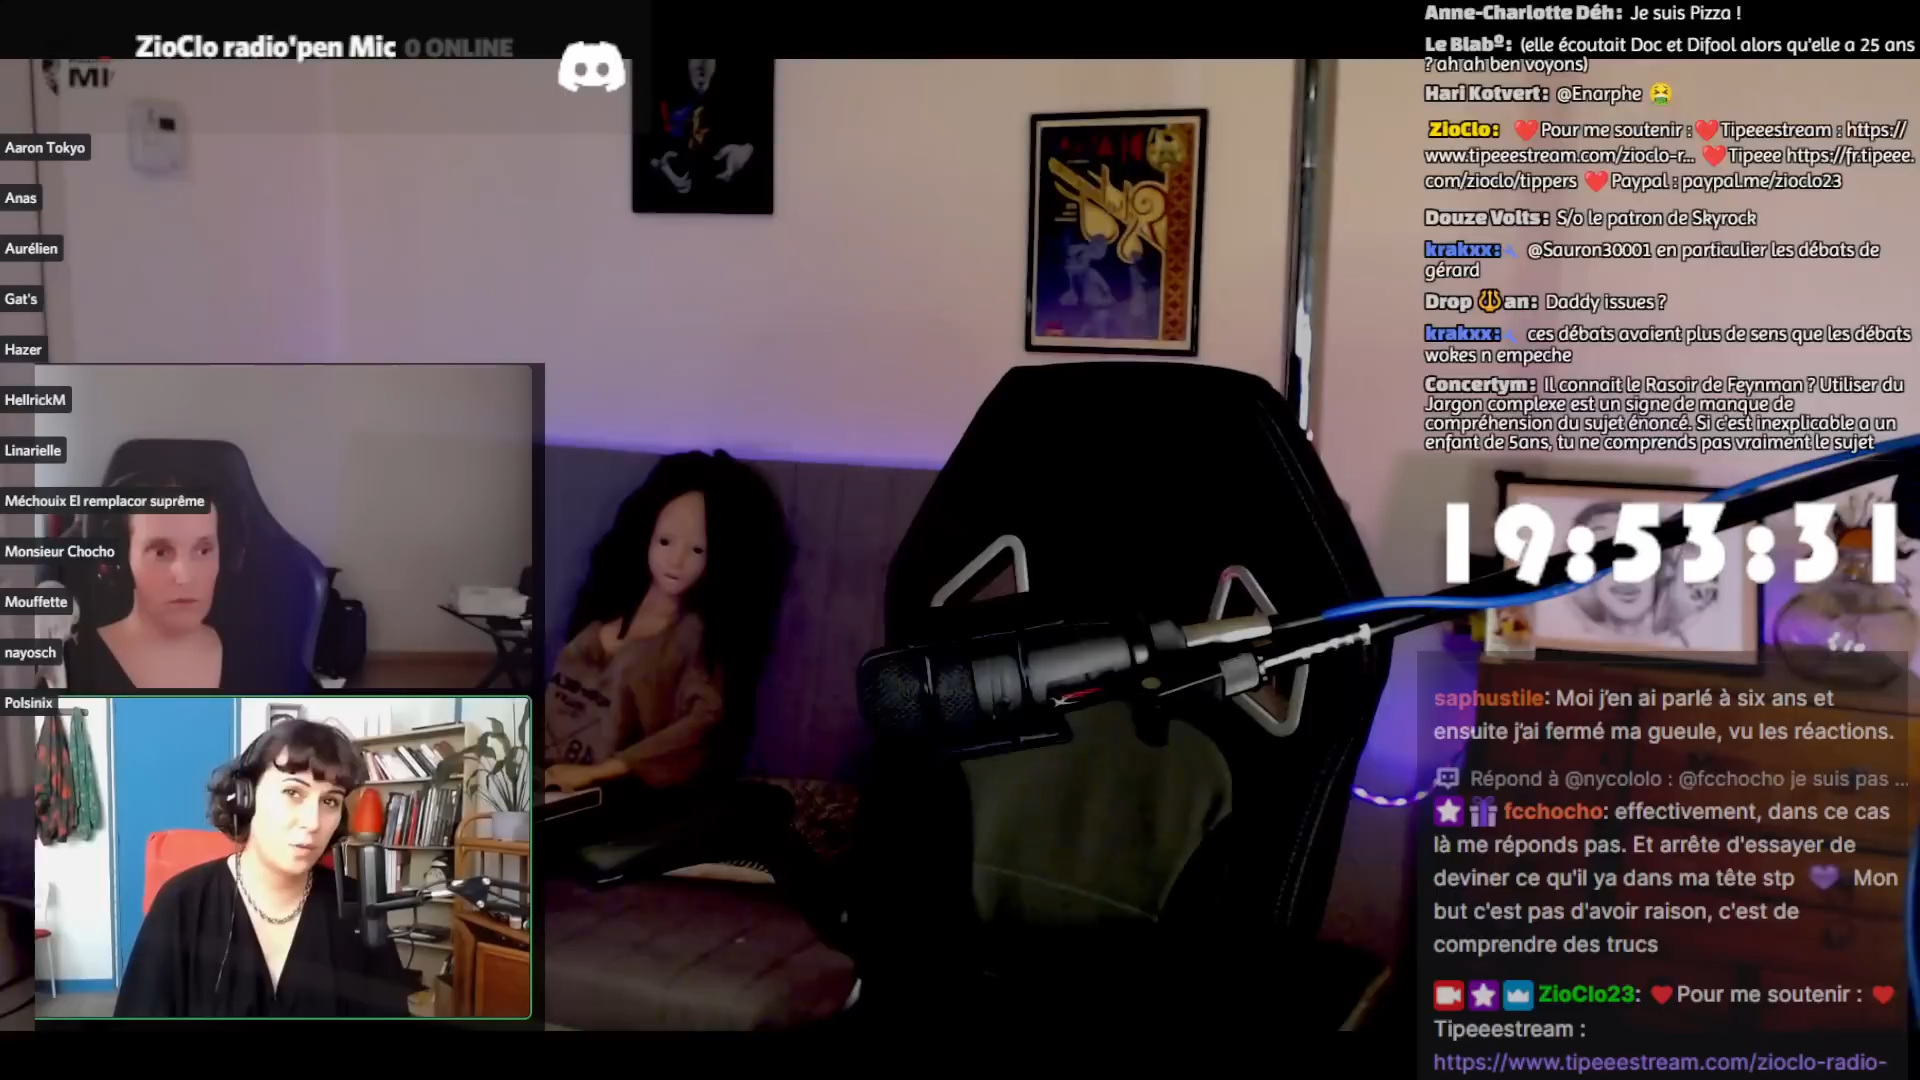 ZioClo radio'pen Mic 0 ONLINE
MI
Aaron Tokyo
Anas
Aurélien
Gat's
Hazer
HellrickM
Linarielle
Méchouix El remplacor suprême
Monsieur Chocho
Mouffette
nayosch
Polsinix
Anne-Charlotte Déh: Je suis Pizza !
Le Blabº: (elle écoutait Doc et Difool alors qu'elle a 25 ans
? ah ah ben voyons)
Hari Kotvert: @Enarphe 🤮
ZioClo: ❤️Pour me soutenir : ❤️Tipeeestream : https://
www.tipeeestream.com/zioclo-r... ❤️Tipeee https://fr.tipeee.
com/zioclo/tippers ❤️Paypal : paypal.me/zioclo23
Douze Volts: S/o le patron de Skyrock
krakxx: @Sauron30001 en particulier les débats de
gérard
Drop 🔱an: Daddy issues ?
krakxx: ces débats avaient plus de sens que les débats
wokes n empeche
Concertym: Il connait le Rasoir de Feynman ? Utiliser du
Jargon complexe est un signe de manque de
compréhension du sujet énoncé. Si c'est inexplicable a un
enfant de 5ans, tu ne comprends pas vraiment le sujet
19:53:31
saphustile: Moi j'en ai parlé à six ans et
ensuite j'ai fermé ma gueule, vu les réactions.
Répond à @nycololo : @fcchocho je suis pas ...
fcchocho: effectivement, dans ce cas
là me réponds pas. Et arrête d'essayer de
deviner ce qu'il ya dans ma tête stp 💜 Mon
but c'est pas d'avoir raison, c'est de
comprendre des trucs
ZioClo23: ❤️Pour me soutenir : ❤️
Tipeeestream :
https://www.tipeeestream.com/zioclo-radio-